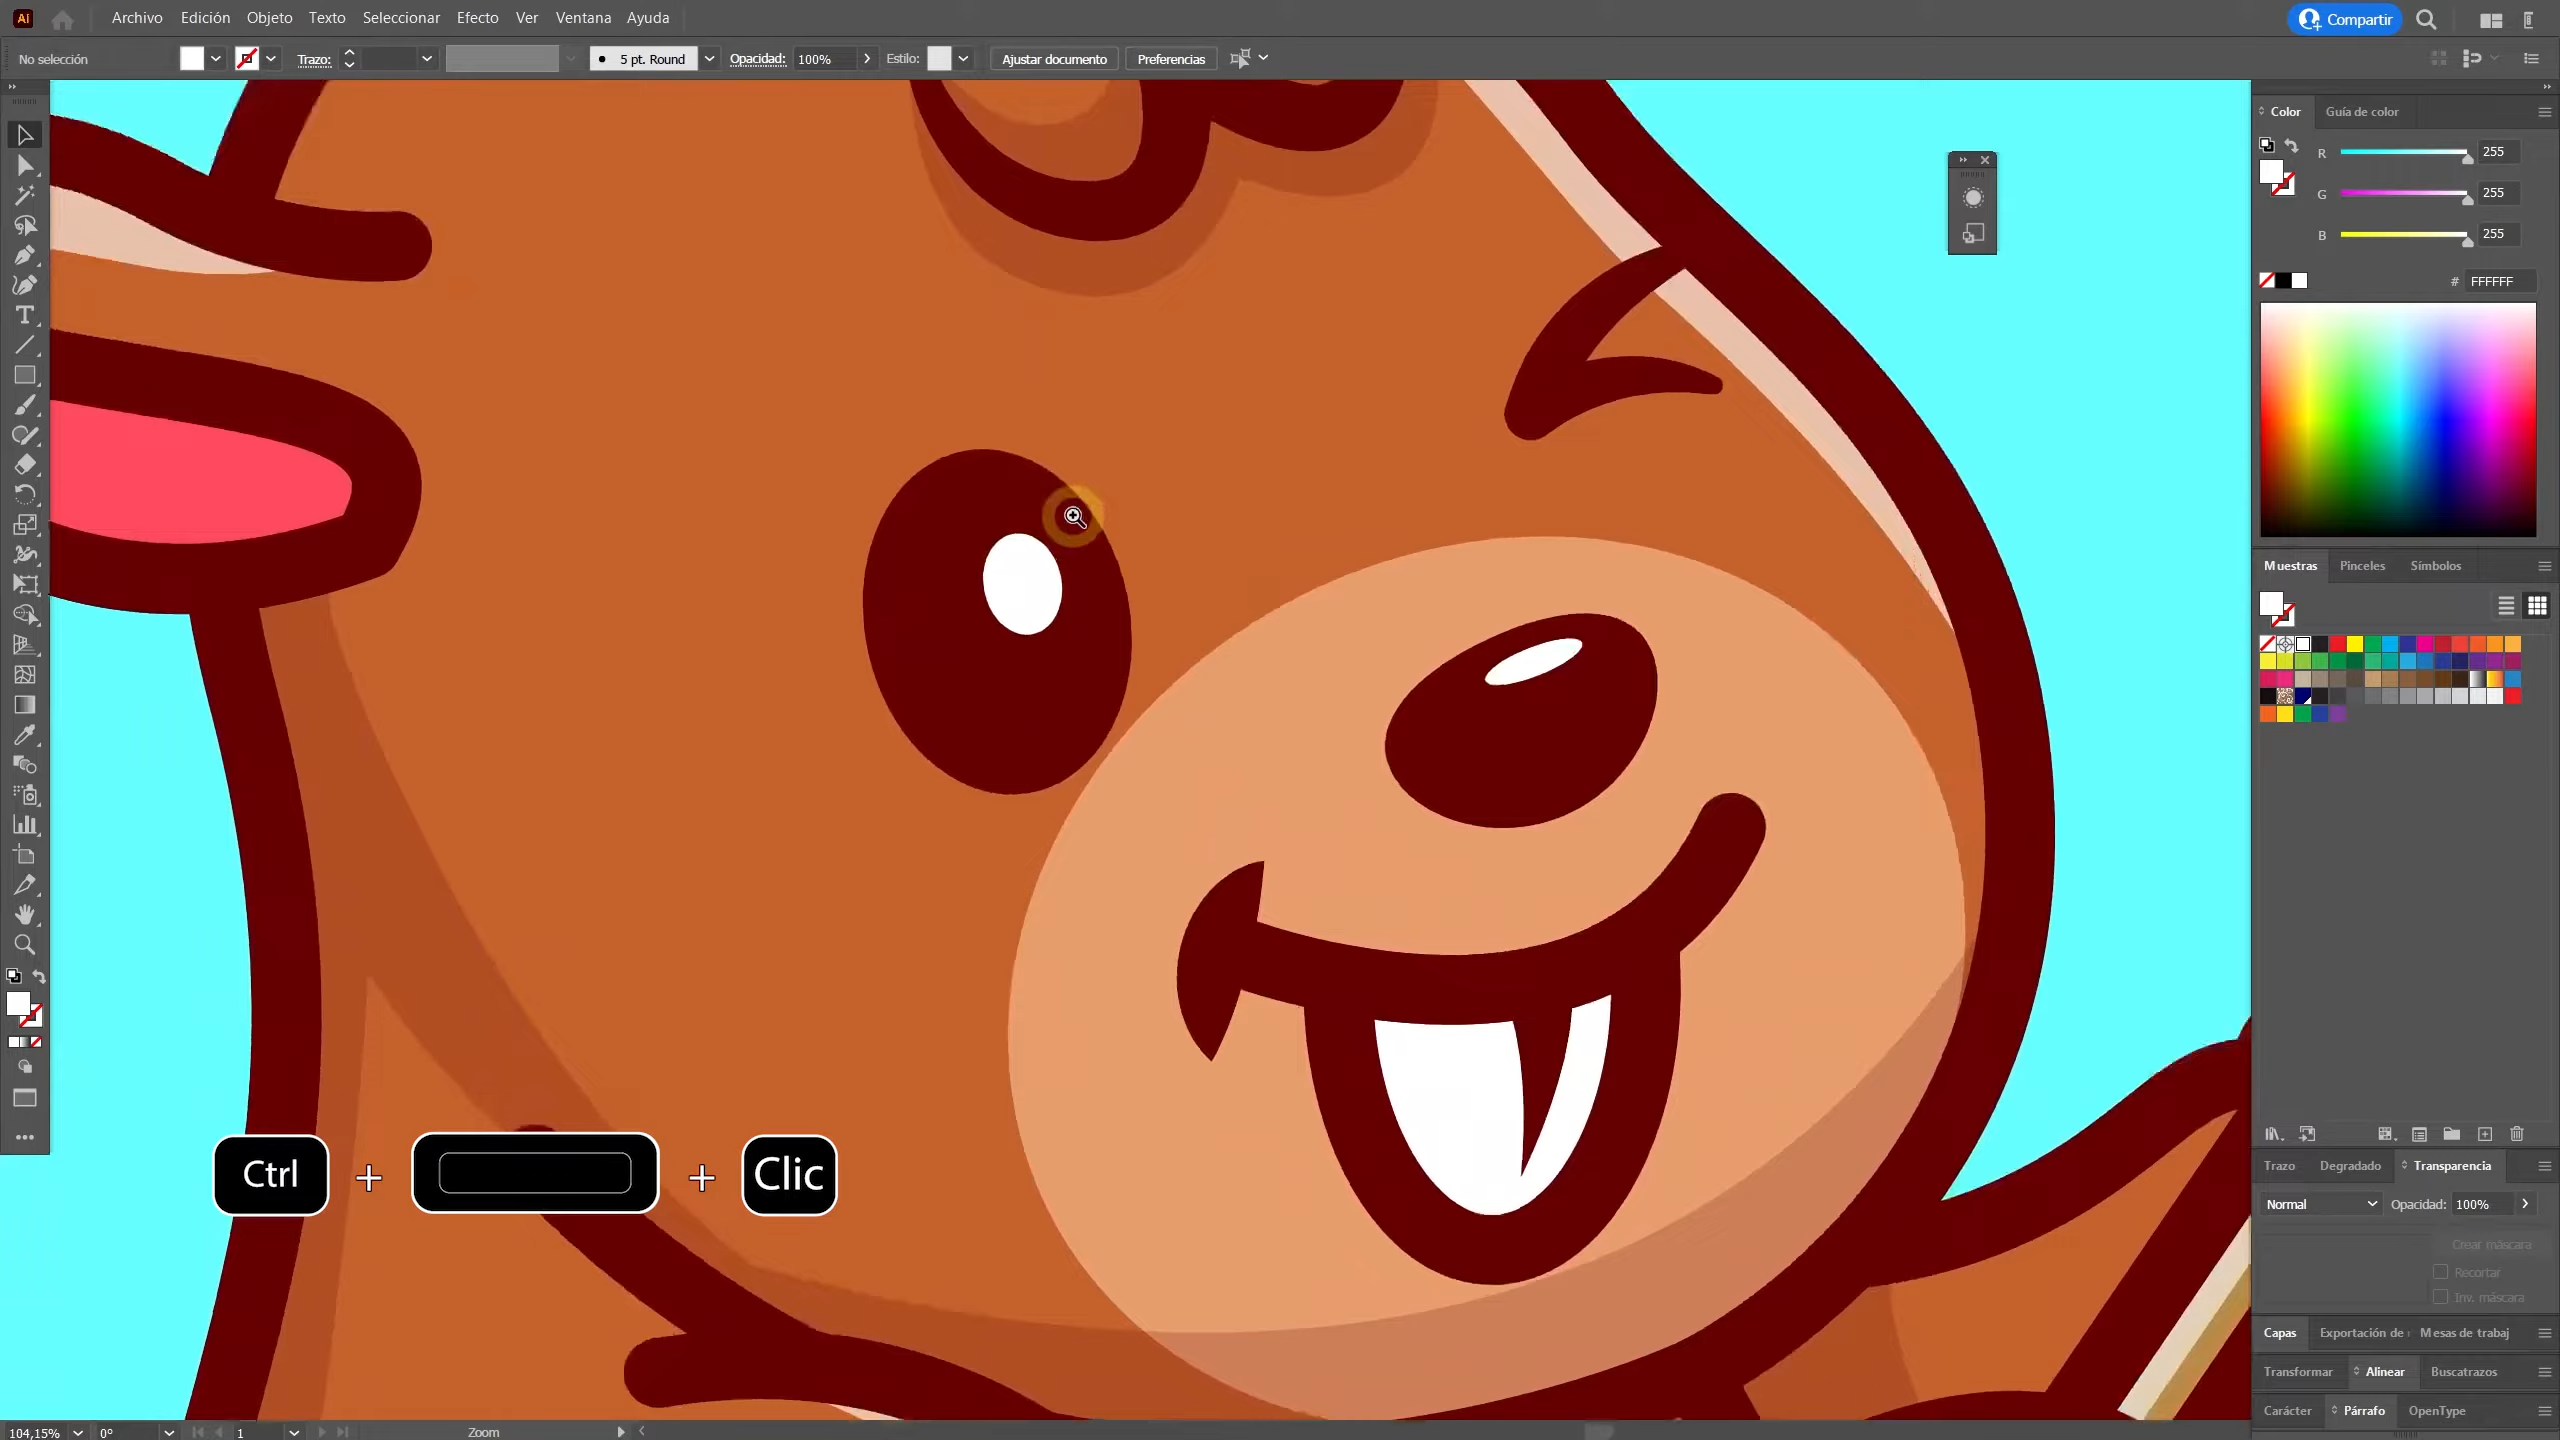 Ai Archivo Edición Objeto Texto Seleccionar Efecto Ver Ventana Ayuda Compartir
No selección Trazo: 5 pt. Round Opacidad: 100% Estilo: Ajustar documento Preferencias
Color Guía de color
R 255
G 255
B 255
# FFFFFF
Muestras Pinceles Símbolos
Ctrl + + Clic
Trazo Degradado Transparencia
Normal Opacidad: 100%
Crear máscara
Recortar
Inv. máscara
Capas Exportación de Mesas de trabaj
Transformar Alinear Buscatrazos
Carácter Párrafo OpenType
104,15% 0° 1 Zoom